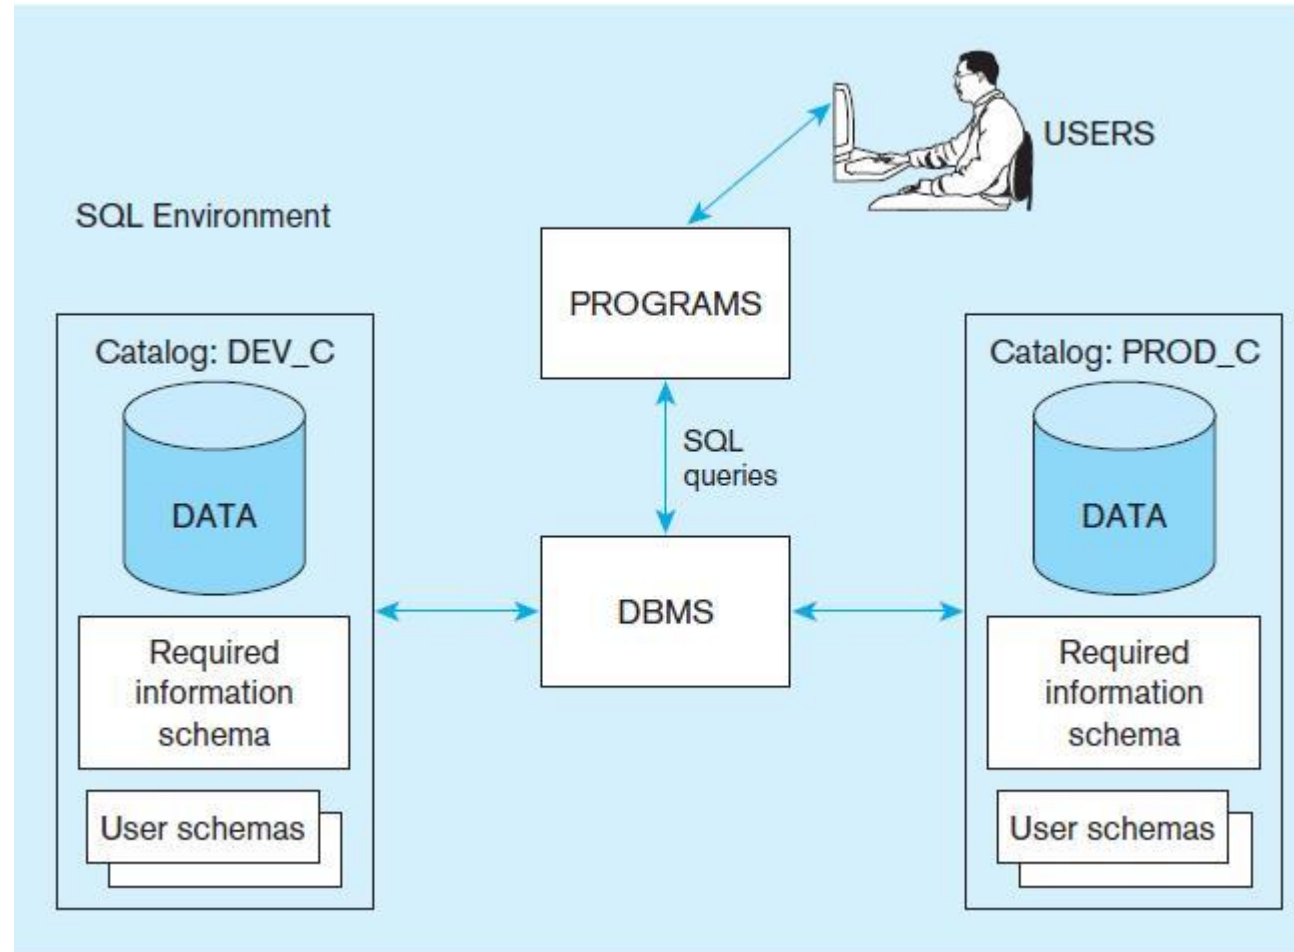 USERS
SQL Environment
PROGRAMS
Catalog: DEV_C
Catalog: PROD_C
SQL
queries
DATA
DATA
DBMS
Required
information
schema
Required
information
schema
User schemas
User schemas